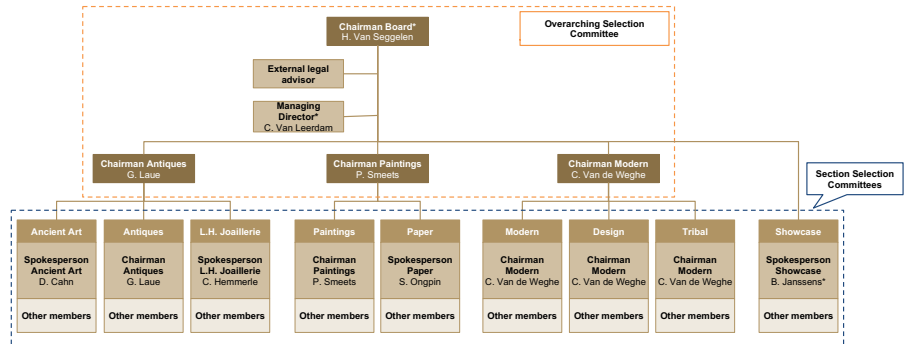 Chairman Board*
H. Van Seggelen
Overarching Selection
Committee
External legal
advisor
Managing
Director*
C. Van Leerdam
Chairman Antiques
G. Laue
Chairman Paintings
P. Smeets
Chairman Modern
C. Van de Weghe
Section Selection
Committees
Ancient Art
Antiques
L.H. Joaillerie
Paintings
Paper
Modern
Design
Tribal
Showcase
Spokesperson
Ancient Art
D. Cahn
Chairman
Antiques
G. Laue
Spokesperson
L.H. Joaillerie
C. Hemmerle
Chairman
Paintings
P. Smeets
Spokesperson
Paper
S. Ongpin
Chairman
Modern
C. Van de Weghe
Chairman
Modern
C. Van de Weghe
Chairman
Modern
C. Van de Weghe
Spokesperson
Showcase
B. Janssens*
Other members
Other members
Other members
Other members
Other members
Other members
Other members
Other members
Other members